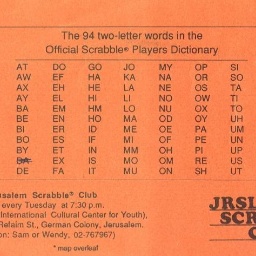 The 94 two-letter words in the
Official Scrabble® Players Dictionary
AT DO GO JO MY OP SI
AW EF HA KA NA OR SO
AX EH HE LA NE OS TA
AY EL HI LI NO OW TI
BA EM HM LO NU OX TO
BE EN HO MA OD OY UH
BI ER ID ME OE PA UM
BO ES IF MI OF PE UN
BY ET IN MM OH PI UP
EX IS MO OM RE US
DE FA IT MU ON SH UT
usalem Scrabble® Club
every Tuesday at 7:30 p.m.
International Cultural Center for Youth),
Refaim St., German Colony, Jerusalem.
on: Sam or Wendy, 02-767967)
* map overleaf
JRSL
SCR
C